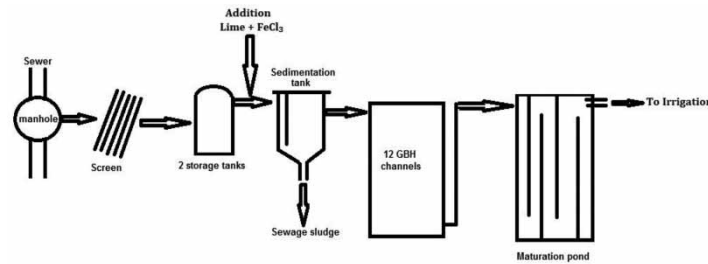 Addition
Lime + FeCl₃
Sewer
Sedimentation
tank
manhole
To Irrigation
12 GBH
channels
Screen
2 storage tanks
Sewage sludge
Maturation pond